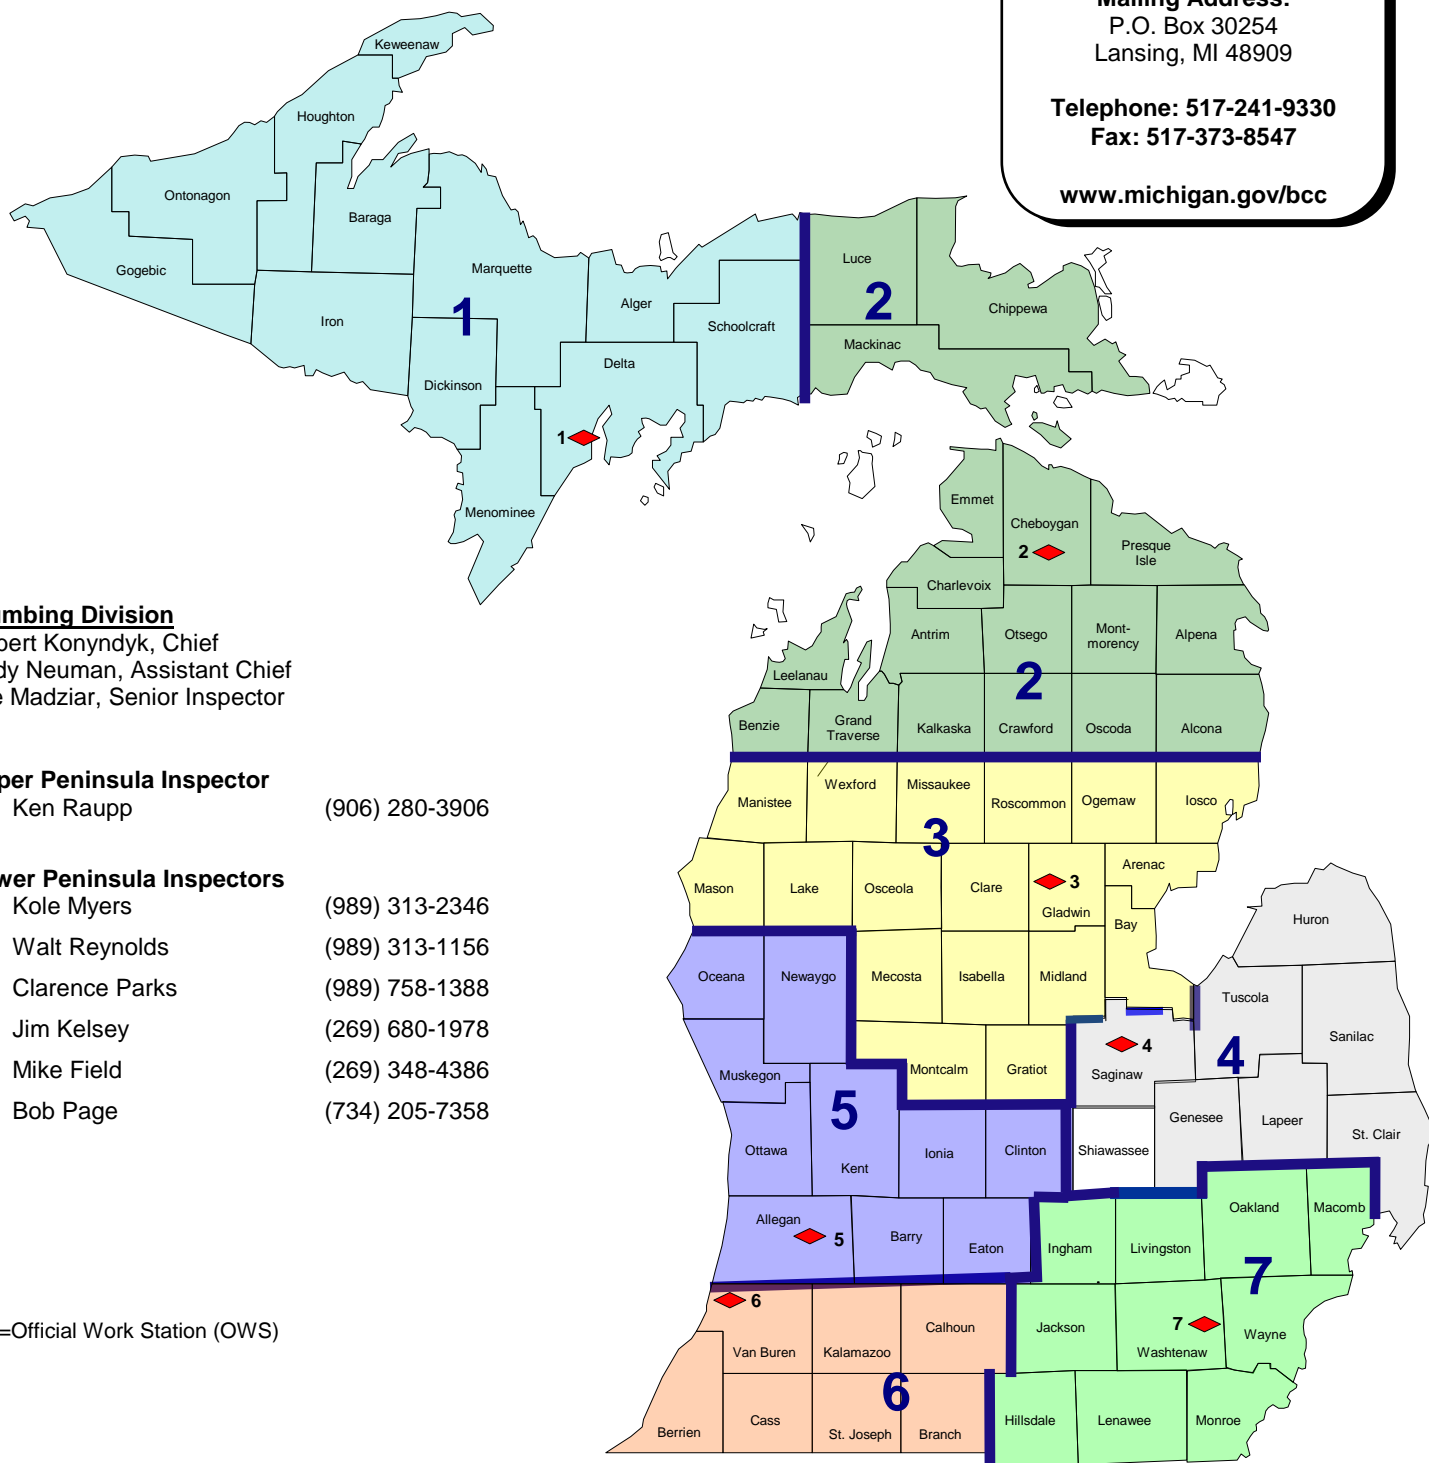 Mailing Address:
P.O. Box 30254
Lansing, MI 48909
Telephone: 517-241-9330
Fax: 517-373-8547
www.michigan.gov/bcc
Keweenaw
Houghton
Ontonagon
Baraga
Gogebic
Marquette
Iron
1
Alger
Schoolcraft
Delta
Dickinson
1
Menominee
Luce
2
Chippewa
Mackinac
Emmet
Cheboygan
2
Presque
Isle
Charlevoix
Antrim
Otsego
Mont-
morency
Alpena
Leelanau
2
Benzie
Grand
Traverse
Kalkaska
Crawford
Oscoda
Alcona
umbing Division
bert Konyndyk, Chief
dy Neuman, Assistant Chief
e Madziar, Senior Inspector
per Peninsula Inspector
Ken Raupp (906) 280-3906
wer Peninsula Inspectors
Kole Myers (989) 313-2346
Walt Reynolds (989) 313-1156
Clarence Parks (989) 758-1388
Jim Kelsey (269) 680-1978
Mike Field (269) 348-4386
Bob Page (734) 205-7358
=Official Work Station (OWS)
Manistee
Wexford
Missaukee
Roscommon
Ogemaw
Iosco
3
Mason
Lake
Osceola
Clare
3
Gladwin
Arenac
Bay
Mecosta
Isabella
Midland
Montcalm
Gratiot
Huron
Tuscola
Sanilac
4
Saginaw
4
Genesee
Lapeer
St. Clair
Shiawassee
Oceana
Newaygo
Muskegon
5
Ottawa
Kent
Ionia
Clinton
Allegan
5
Barry
Eaton
6
Van Buren
Kalamazoo
Calhoun
6
Berrien
Cass
St. Joseph
Branch
Oakland
Macomb
Ingham
Livingston
7
Jackson
7
Washtenaw
Wayne
Hillsdale
Lenawee
Monroe